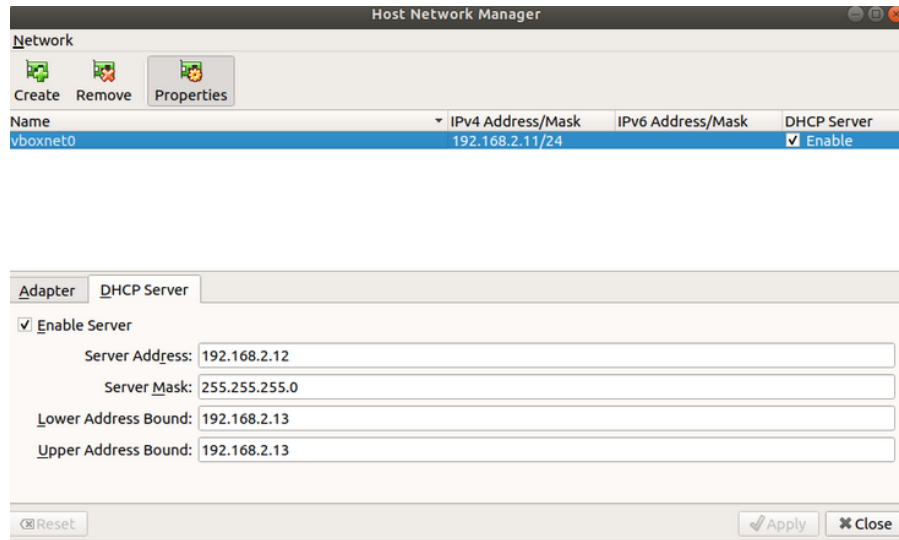 Host Network Manager
Network
Create Remove Properties
Name IPv4 Address/Mask IPv6 Address/Mask DHCP Server
vboxnet0 192.168.2.11/24 Enable
Adapter DHCP Server
Enable Server
Server Address: 192.168.2.12
Server Mask: 255.255.255.0
Lower Address Bound: 192.168.2.13
Upper Address Bound: 192.168.2.13
Reset Apply Close